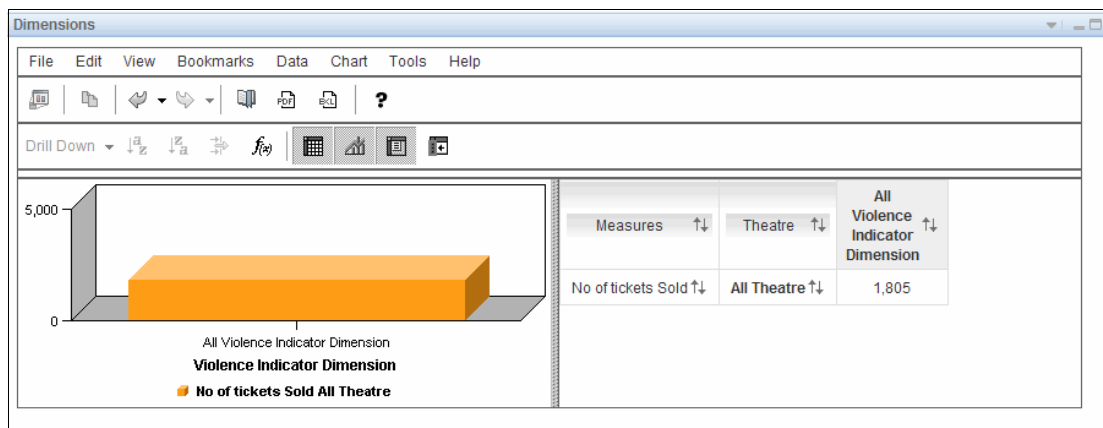 Dimensions
File Edit View Bookmarks Data Chart Tools Help
PDF EXL ?
Drill Down a z z a f(x)
5,000
0
All Violence Indicator Dimension
Violence Indicator Dimension
No of tickets Sold All Theatre
Measures Theatre All
Violence
Indicator
Dimension
No of tickets Sold All Theatre 1,805